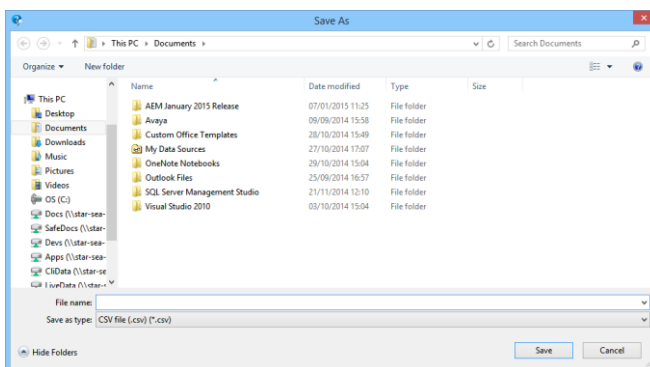 Save As
This PC Documents
Search Documents
Organize New folder
Name Date modified Type Size
This PC
Desktop
Documents
Downloads
Music
Pictures
Videos
OS (C:)
Docs (\\star-sea-
SafeDocs (\\star-
Devs (\\star-sea-
Apps (\\star-sea-
CliData (\\star-se
LiveData (\\star-s
AEM January 2015 Release 07/01/2015 11:25 File folder
Avaya 09/09/2014 15:58 File folder
Custom Office Templates 28/10/2014 15:49 File folder
My Data Sources 27/10/2014 17:07 File folder
OneNote Notebooks 29/10/2014 15:04 File folder
Outlook Files 25/09/2014 16:57 File folder
SQL Server Management Studio 21/11/2014 12:10 File folder
Visual Studio 2010 03/10/2014 15:04 File folder
File name:
Save as type: CSV file (.csv) (*.csv)
Hide Folders
Save Cancel